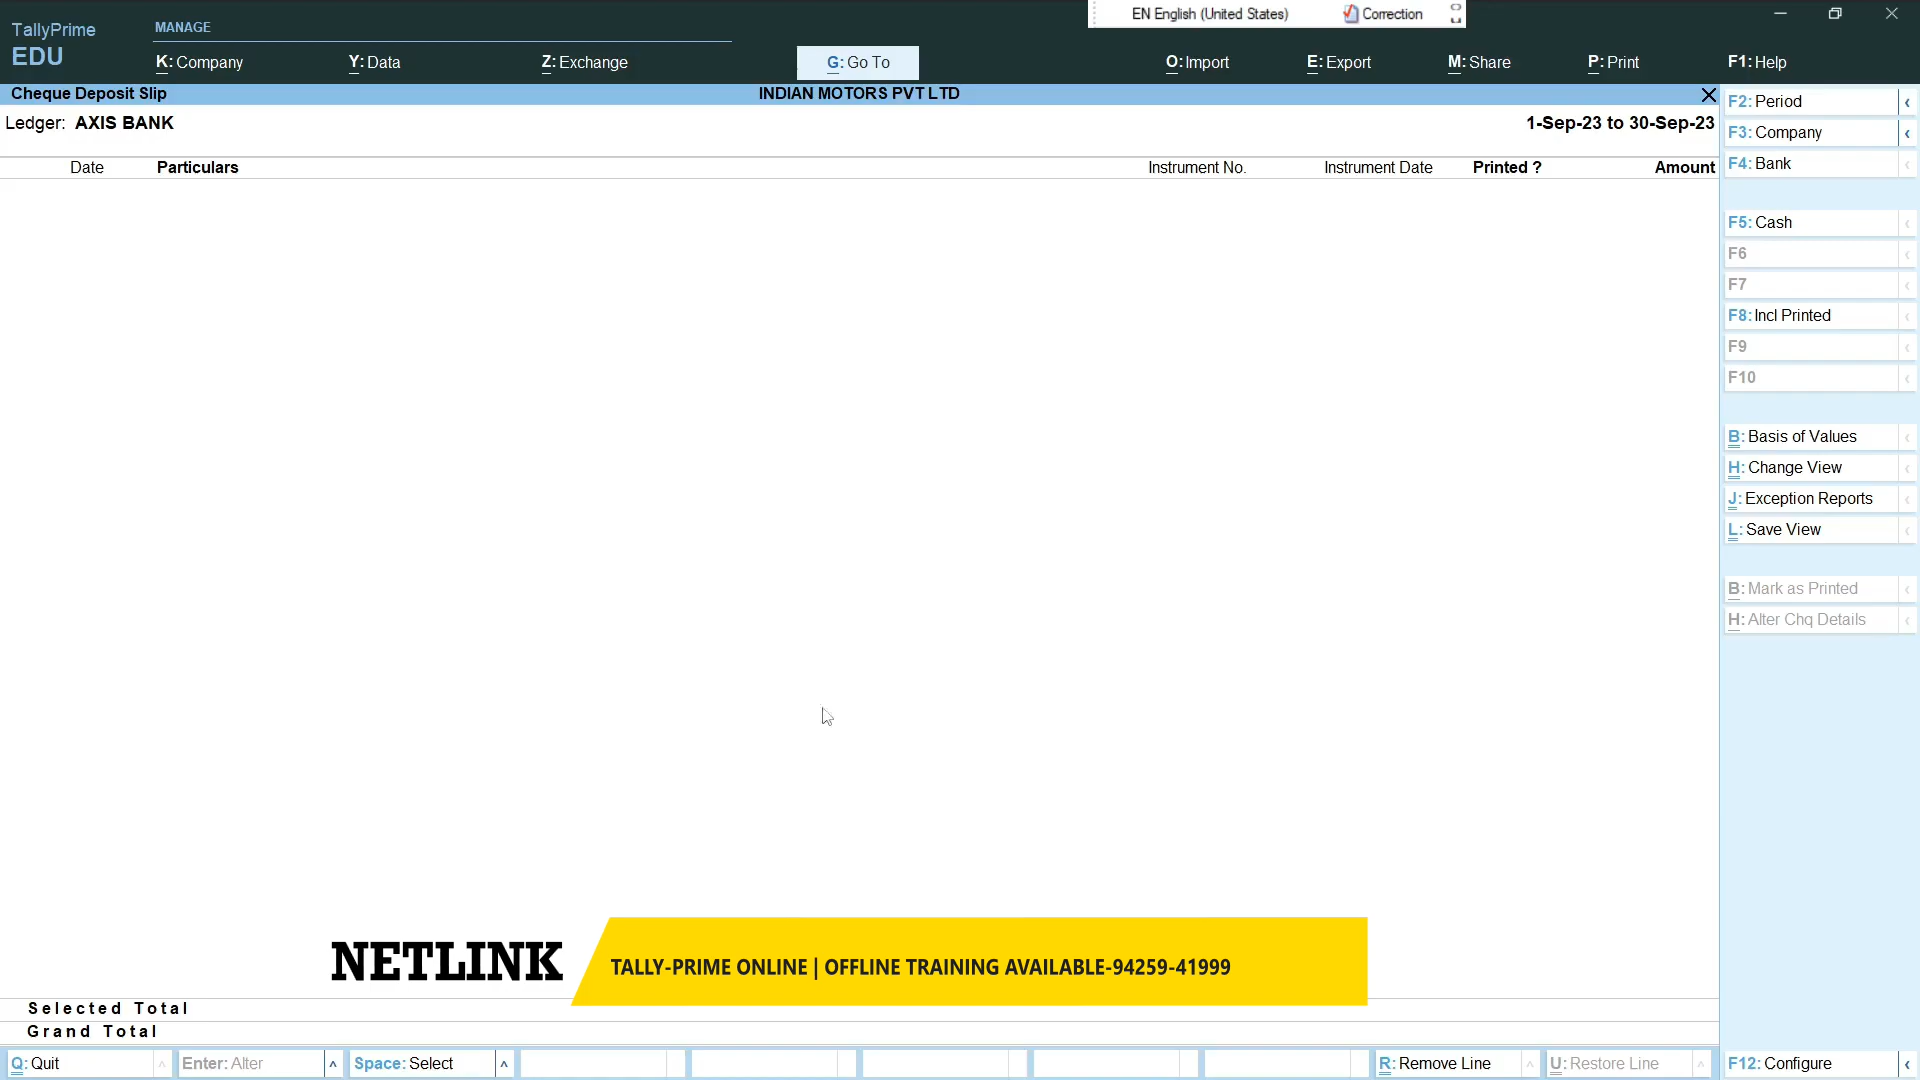 EN English (United States) Correction
TallyPrime
EDU
MANAGE
K: Company Y: Data Z: Exchange G: Go To O: Import E: Export M: Share P: Print F1: Help
Cheque Deposit Slip INDIAN MOTORS PVT LTD
Ledger: AXIS BANK 1-Sep-23 to 30-Sep-23
Date Particulars Instrument No. Instrument Date Printed ? Amount
F2: Period
F3: Company
F4: Bank
F5: Cash
F6
F7
F8: Incl Printed
F9
F10
B: Basis of Values
H: Change View
J: Exception Reports
L: Save View
B: Mark as Printed
H: Alter Chq Details
NETLINK TALLY-PRIME ONLINE | OFFLINE TRAINING AVAILABLE-94259-41999
Selected Total
Grand Total
Q: Quit Enter: Alter Space: Select R: Remove Line U: Restore Line F12: Configure